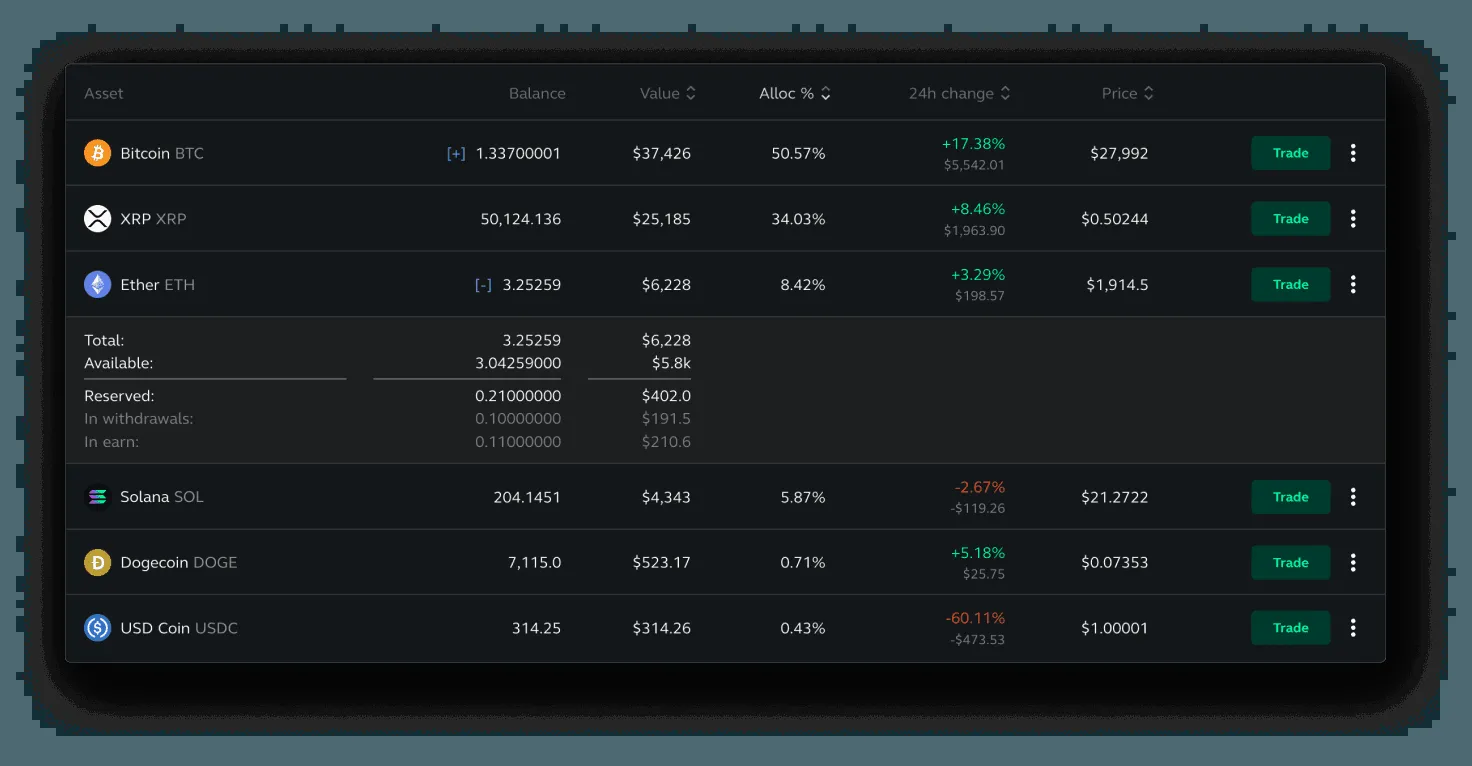 Asset Balance Value Alloc % 24h change Price
Bitcoin BTC [+] 1.33700001 $37,426 50.57% +17.38% $27,992 Trade
$5,542.01
XRP XRP 50,124.136 $25,185 34.03% +8.46% $0.50244 Trade
$1,963.90
Ether ETH [-] 3.25259 $6,228 8.42% +3.29% $1,914.5 Trade
$198.57
Total: 3.25259 $6,228
Available: 3.04259000 $5.8k
Reserved: 0.21000000 $402.0
In withdrawals: 0.10000000 $191.5
In earn: 0.11000000 $210.6
Solana SOL 204.1451 $4,343 5.87% -2.67% $21.2722 Trade
-$119.26
Dogecoin DOGE 7,115.0 $523.17 0.71% +5.18% $0.07353 Trade
$25.75
USD Coin USDC 314.25 $314.26 0.43% -60.11% $1.00001 Trade
-$473.53